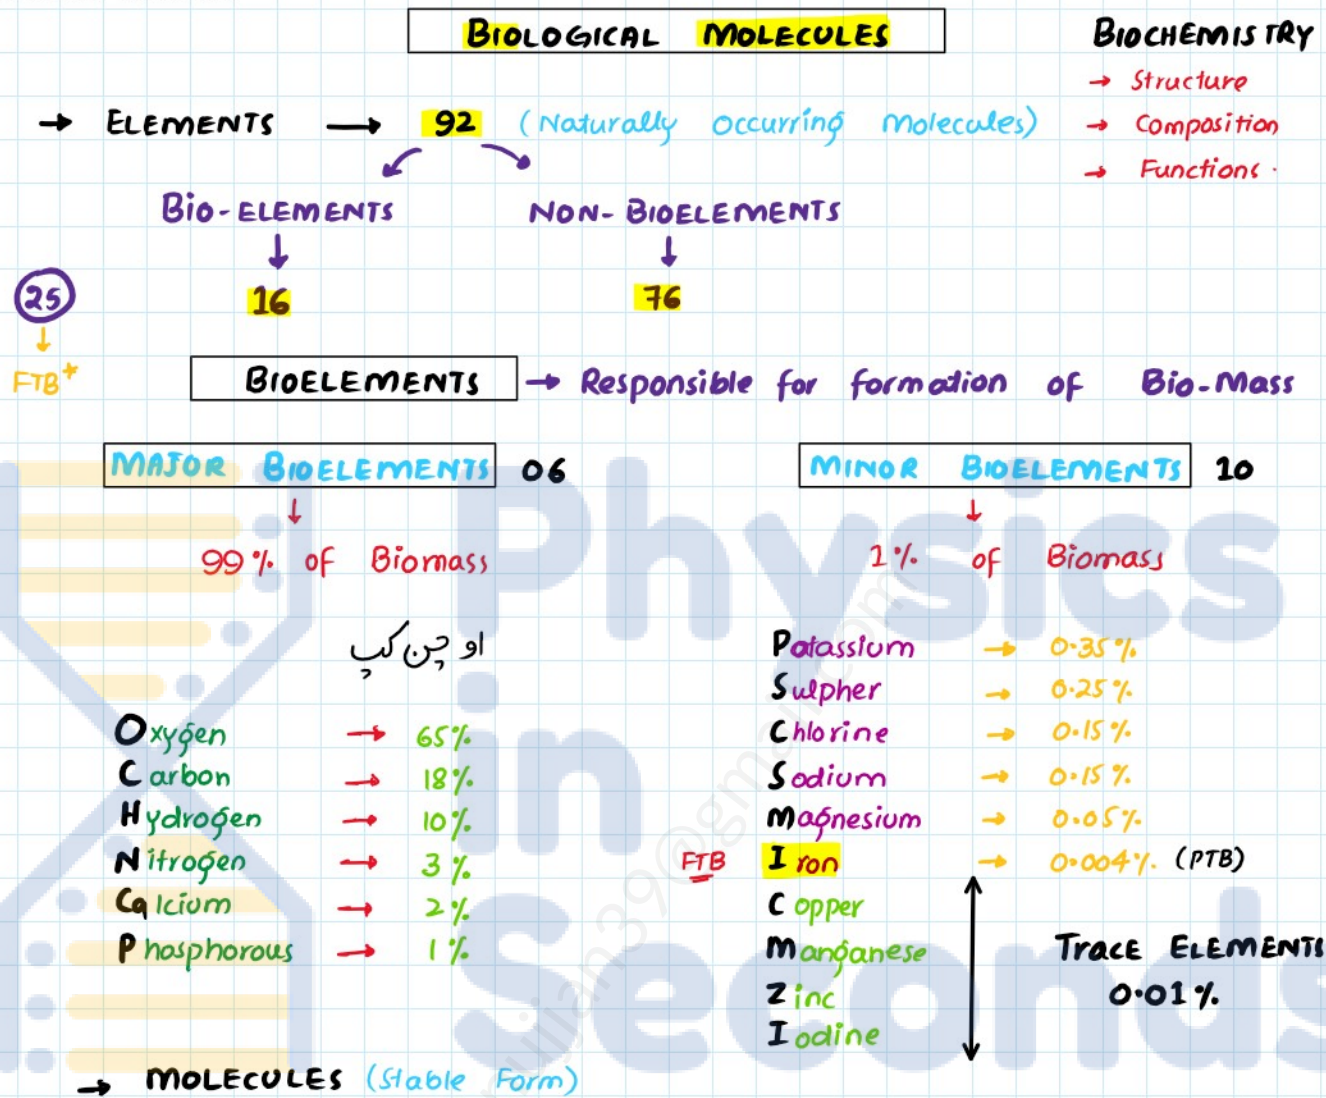 BIOLOGICAL MOLECULES
BIOCHEMISTRY
→ Structure
→ Composition
→ Functions.
→ ELEMENTS → 92 (Naturally Occurring Molecules)
Bio-ELEMENTS NON-BIOELEMENTS
25 16 76
FTB*
BIOELEMENTS → Responsible for formation of Bio-Mass
MAJOR BIOELEMENTS 06
99% of Biomass
او چن کپ
Oxygen → 65%
Carbon → 18%
Hydrogen → 10%
Nitrogen → 3%
Calcium → 2%
Phosphorous → 1%
MINOR BIOELEMENTS 10
1% of Biomass
Potassium → 0.35%
Sulpher → 0.25%
Chlorine → 0.15%
Sodium → 0.15%
Magnesium → 0.05%
FTB Iron → 0.004% (PTB)
Copper
Manganese
Zinc
Iodine
Trace ELEMENTS
0.01%
→ MOLECULES (Stable Form)
Physics
in
Seconds